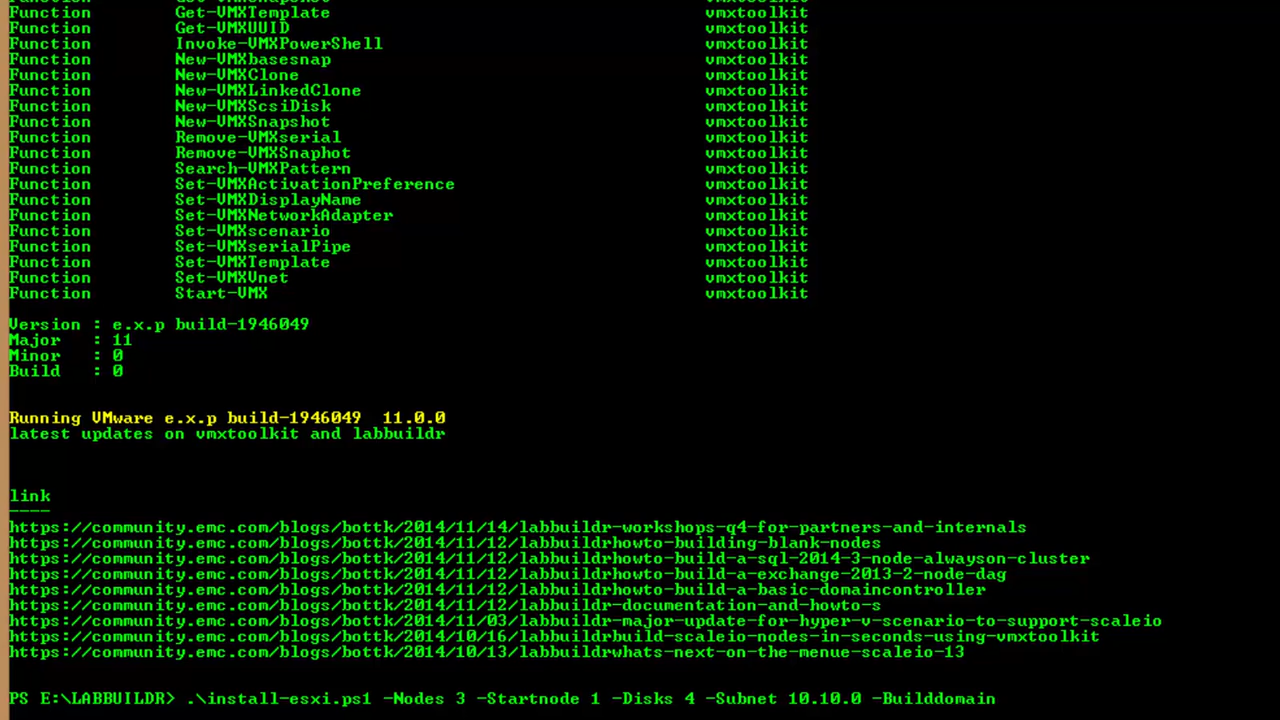 Function Get-VMXSnapshot vmxtoolkit
Function Get-VMXTemplate vmxtoolkit
Function Get-VMXUUID vmxtoolkit
Function Invoke-VMXPowerShell vmxtoolkit
Function New-VMXbasesnap vmxtoolkit
Function New-VMXClone vmxtoolkit
Function New-VMXLinkedClone vmxtoolkit
Function New-VMXScsiDisk vmxtoolkit
Function New-VMXSnapshot vmxtoolkit
Function Remove-VMXserial vmxtoolkit
Function Remove-VMXSnaphot vmxtoolkit
Function Search-VMXPattern vmxtoolkit
Function Set-VMXActivationPreference vmxtoolkit
Function Set-VMXDisplayName vmxtoolkit
Function Set-VMXNetworkAdapter vmxtoolkit
Function Set-VMXscenario vmxtoolkit
Function Set-VMXserialPipe vmxtoolkit
Function Set-VMXTemplate vmxtoolkit
Function Set-VMXVnet vmxtoolkit
Function Start-VMX vmxtoolkit
Version : e.x.p build-1946049
Major : 11
Minor : 0
Build : 0
Running VMware e.x.p build-1946049 11.0.0
latest updates on vmxtoolkit and labbuildr
link
----
https://community.emc.com/blogs/bottk/2014/11/14/labbuildr-workshops-q4-for-partners-and-internals
https://community.emc.com/blogs/bottk/2014/11/12/labbuildrhowto-building-blank-nodes
https://community.emc.com/blogs/bottk/2014/11/12/labbuildrhowto-build-a-sql-2014-3-node-alwayson-cluster
https://community.emc.com/blogs/bottk/2014/11/12/labbuildrhowto-build-a-exchange-2013-2-node-dag
https://community.emc.com/blogs/bottk/2014/11/12/labbuildrhowto-build-a-basic-domaincontroller
https://community.emc.com/blogs/bottk/2014/11/12/labbuildr-documentation-and-howto-s
https://community.emc.com/blogs/bottk/2014/11/03/labbuildr-major-update-for-hyper-v-scenario-to-support-scaleio
https://community.emc.com/blogs/bottk/2014/10/16/labbuildrbuild-scaleio-nodes-in-seconds-using-vmxtoolkit
https://community.emc.com/blogs/bottk/2014/10/13/labbuildrwhats-next-on-the-menue-scaleio-13
PS E:\LABBUILDR> .\install-esxi.ps1 -Nodes 3 -Startnode 1 -Disks 4 -Subnet 10.10.0 -Builddomain